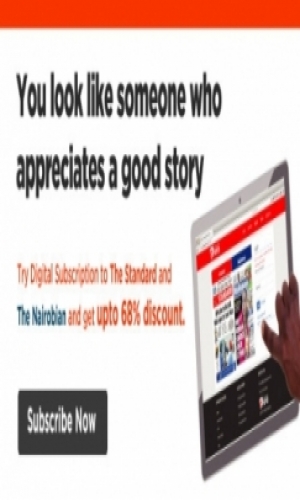 You look like someone who
appreciates a good story
Try Digital Subscription to The Standard and
The Nairobian and get upto 68% discount.
Subscribe Now